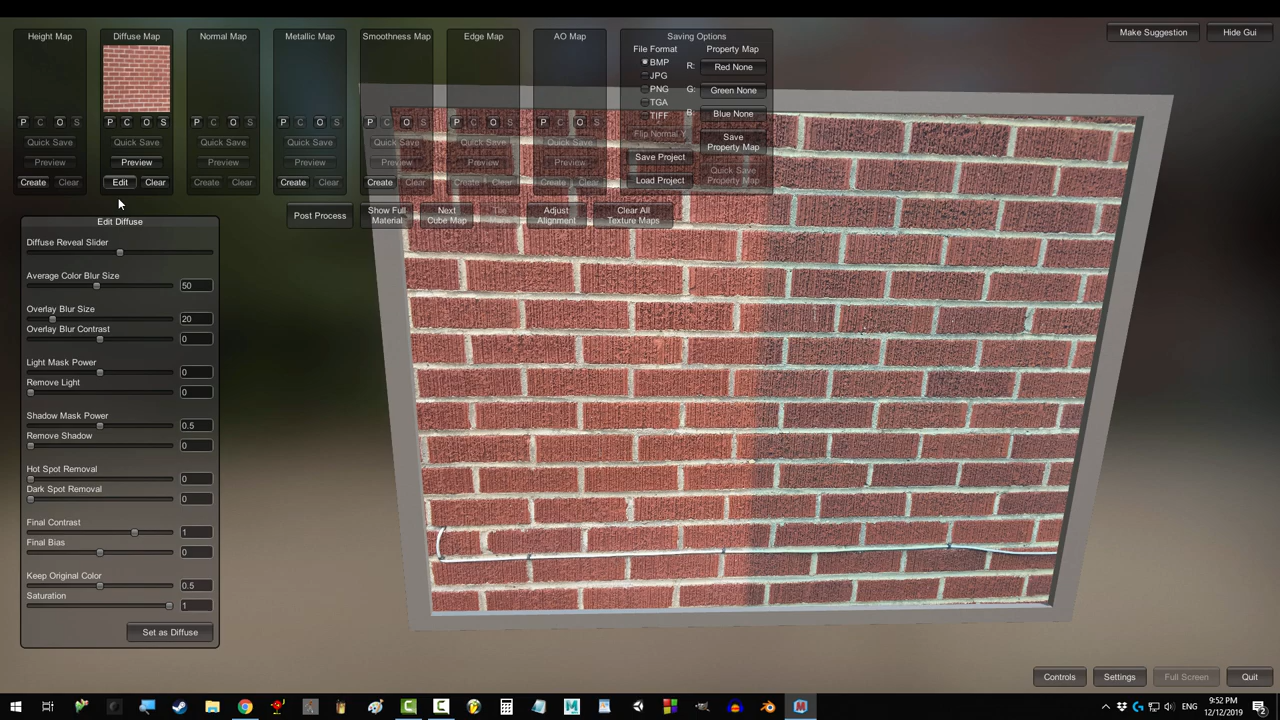 Height Map Diffuse Map Normal Map Metallic Map Smoothness Map Edge Map AO Map Saving Options Make Suggestion Hide Gui
File Format Property Map
BMP R: Red None
JPG
PNG G: Green None
TGA
TIFF B: Blue None
P C O S P C O S P C O S P C O S P C O S P C O S P C O S
Flip Normal Y Save Property Map
Quick Save Quick Save Quick Save Quick Save Quick Save Quick Save Quick Save
Preview Preview Preview Preview Preview Preview Preview Save Project Quick Save Property Map
Create Clear Edit Clear Create Clear Create Clear Create Clear Create Clear Create Clear Load Project
Post Process Show Full Material Next Cube Map Maps Adjust Alignment Clear All Texture Maps
Edit Diffuse
Diffuse Reveal Slider
Average Color Blur Size
50
Overlay Blur Size
20
Overlay Blur Contrast
0
Light Mask Power
0
Remove Light
0
Shadow Mask Power
0.5
Remove Shadow
0
Hot Spot Removal
0
Dark Spot Removal
0
Final Contrast
1
Final Bias
0
Keep Original Color
0.5
Saturation
1
Set as Diffuse
Controls Settings Full Screen Quit
ENG 9:52 PM
12/12/2019
2